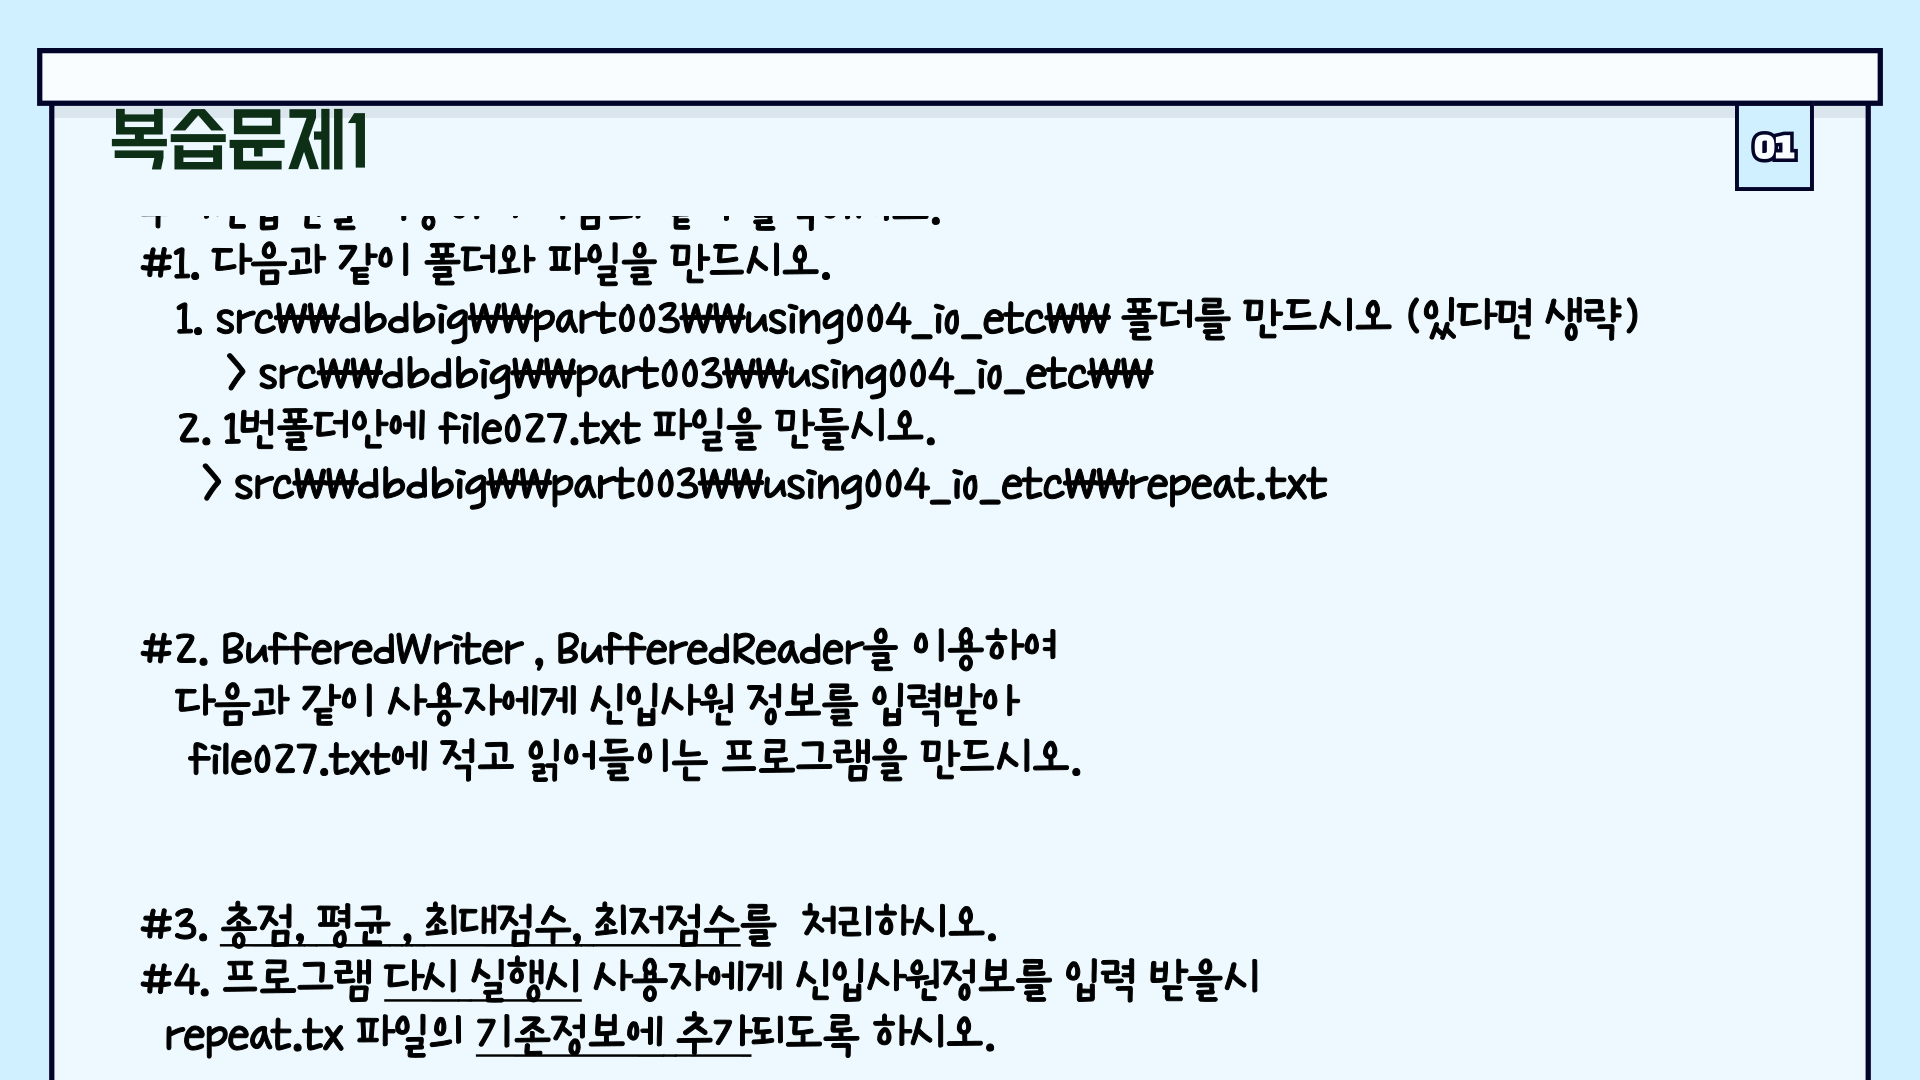 복습문제1
01
#1. 다음과 같이 폴더와 파일을 만드시오.
1. src₩₩dbdbig₩₩part003₩₩using004_io_etc₩₩ 폴더를 만드시오 (있다면 생략)
> src₩₩dbdbig₩₩part003₩₩using004_io_etc₩₩
2. 1번폴더안에 file027.txt 파일을 만들시오.
> src₩₩dbdbig₩₩part003₩₩using004_io_etc₩₩repeat.txt
#2. BufferedWriter , BufferedReader을 이용하여
다음과 같이 사용자에게 신입사원 정보를 입력받아
file027.txt에 적고 읽어들이는 프로그램을 만드시오.
#3. 총점, 평균 , 최대점수, 최저점수를 처리하시오.
#4. 프로그램 다시 실행시 사용자에게 신입사원정보를 입력 받을시
repeat.tx 파일의 기존정보에 추가되도록 하시오.